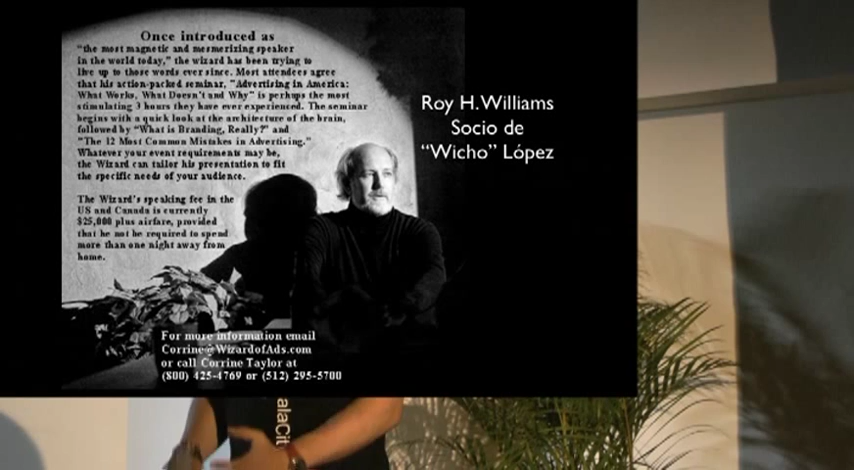 Once introduced as
"the most magnetic and mesmerizing speaker
in the world today," the wizard has been trying to
live up to those words ever since. Most attendees agree
that his action-packed seminar, "Advertising in America:
What Works, What Doesn't and Why" is perhaps the most
stimulating 3 hours they have ever experienced. The seminar
begins with a quick look at the architecture of the brain,
followed by "What is Branding, Really?" and
"The 12 Most Common Mistakes in Advertising."
Whatever your event requirements may be,
the Wizard can tailor his presentation to fit
the specific needs of your audience.
The Wizard's speaking fee in the
US and Canada is currently
$25,000 plus airfare, provided
that he not be required to spend
more than one night away from
home.
For more information email
Corrine@WizardofAds.com
or call Corrine Taylor at
(800) 425-4769 or (512) 295-5700
Roy H.Williams
Socio de
"Wicho" López
alaCit